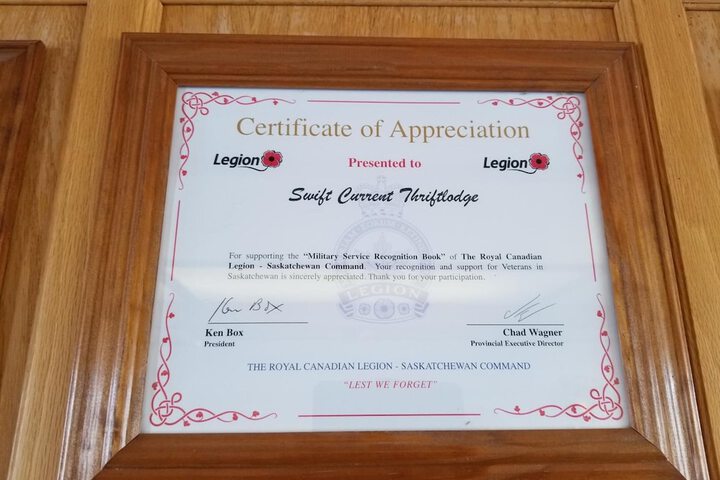 Certificate of Appreciation
Legion Legion
Presented to
Swift Current Thriftlodge
For supporting the "Military Service Recognition Book" of The Royal Canadian
Legion - Saskatchewan Command. Your recognition and support for Veterans in
Saskatchewan is sincerely appreciated. Thank you for your participation.
LEGION
Ken Box
Ken Box Chad Wagner
President Provincial Executive Director
THE ROYAL CANADIAN LEGION - SASKATCHEWAN COMMAND
"LEST WE FORGET"